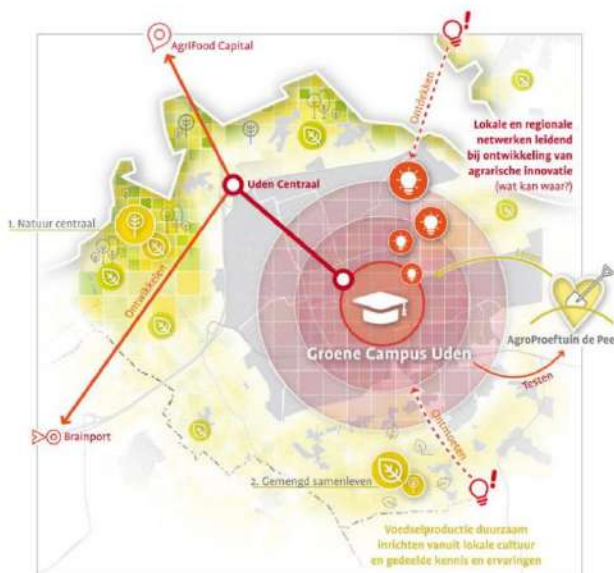 AgriFood Capital
Ontdekken
Lokale en regionale
netwerken leidend
bij ontwikkeling van
agrarische innovatie
(wat kan waar?)
Uden Centraal
1. Natuur centraal
Ontwikkelen
Groene Campus Uden
AgroProeftuin de Pee
Testen
Brainport
Ontmoeten
2. Gemengd samenleven
Voedselproductie duurzaam
inrichten vanuit lokale cultuur
en gedeelde kennis en ervaringen